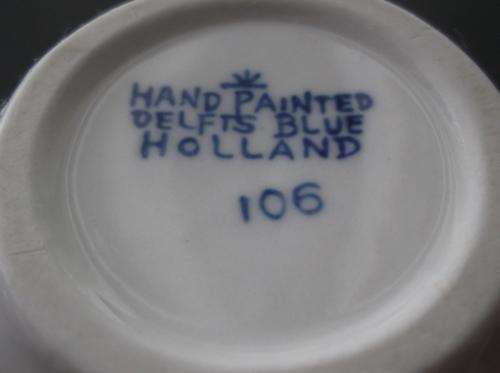 HAND PAINTED
DELFTS BLUE
HOLLAND
106